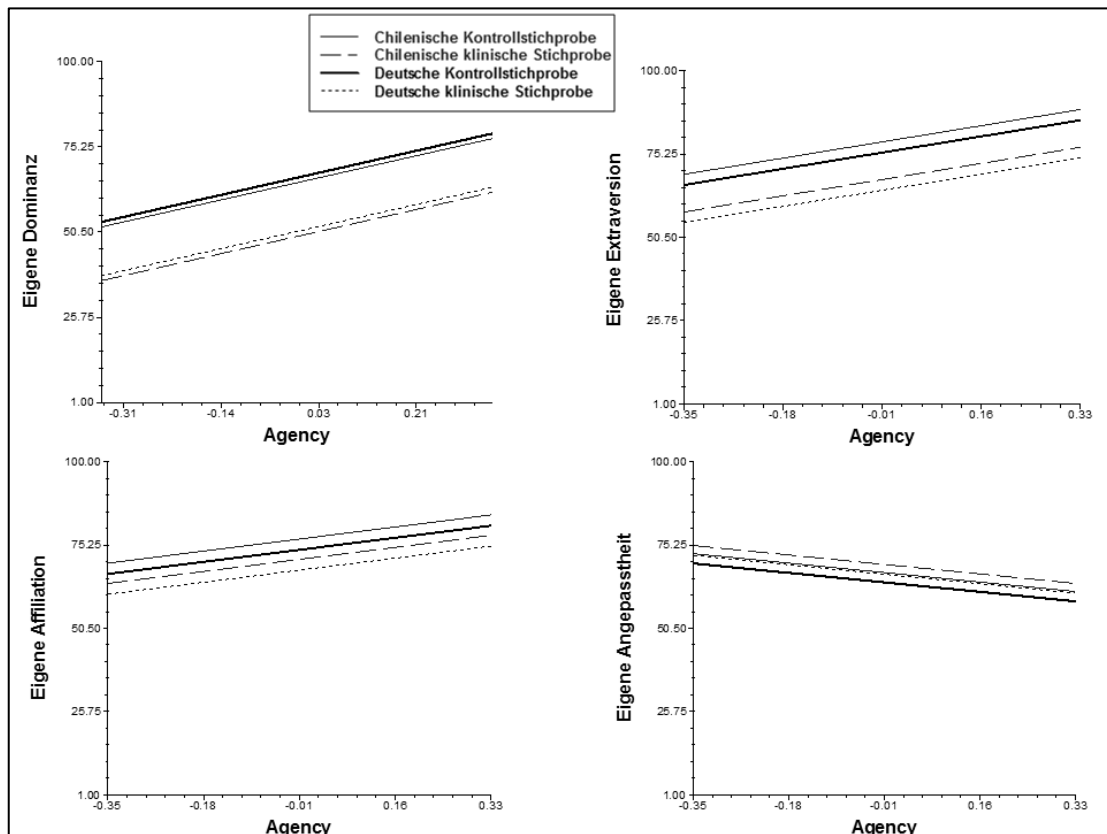 Chilenische Kontrollstichprobe
Chilenische klinische Stichprobe
Deutsche Kontrollstichprobe
Deutsche klinische Stichprobe
Eigene Dominanz
100.00
75.25
50.50
25.75
1.00
-0.31 -0.14 0.03 0.21
Agency
Eigene Extraversion
100.00
75.25
50.50
25.75
1.00
-0.35 -0.18 -0.01 0.16 0.33
Agency
Eigene Affiliation
100.00
75.25
50.50
25.75
1.00
-0.35 -0.18 -0.01 0.16 0.33
Agency
Eigene Angepasstheit
100.00
75.25
50.50
25.75
1.00
-0.35 -0.18 -0.01 0.16 0.33
Agency